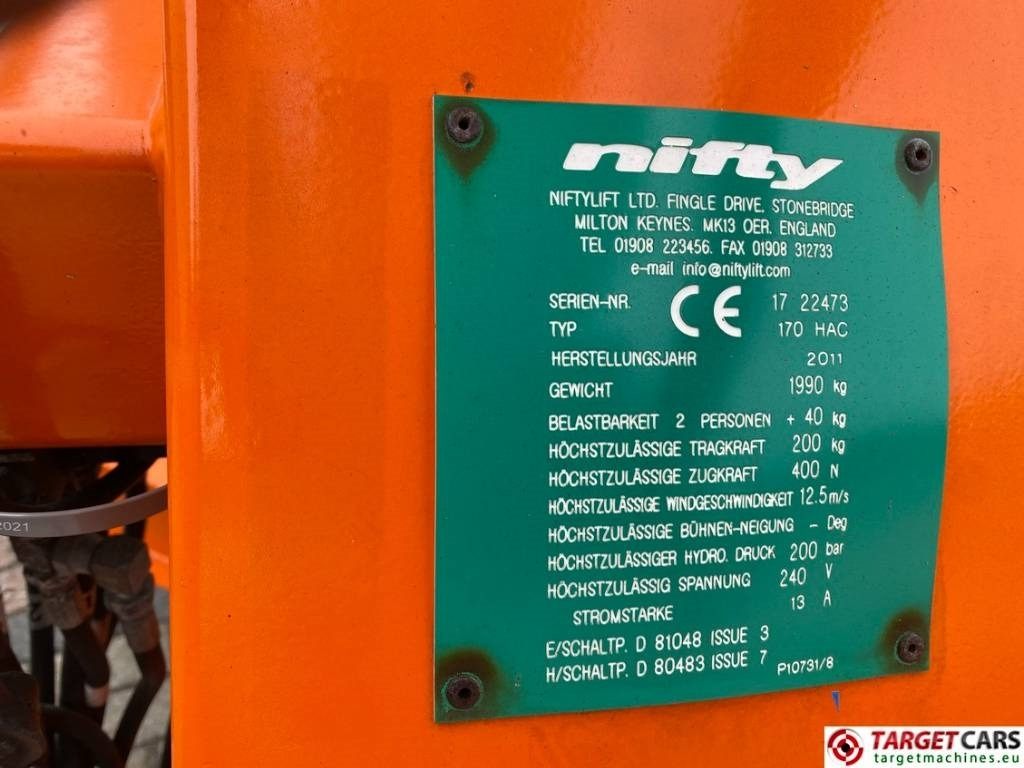 nifty
NIFTYLIFT LTD. FINGLE DRIVE. STONEBRIDGE
MILTON KEYNES. MK13 OER. ENGLAND
TEL 01908 223456. FAX 01908 312733
e-mail info@niftylift.com
SERIEN-NR. CE 17 22473
TYP 170 HAC
HERSTELLUNGSJAHR 2011
GEWICHT 1990 kg
BELASTBARKEIT 2 PERSONEN + 40 kg
HÖCHSTZULÄSSIGE TRAGKRAFT 200 kg
HÖCHSTZULÄSSIGE ZUGKRAFT 400 N
HÖCHSTZULÄSSIGE WINDGESCHWINDIGKEIT 12.5 m/s
HÖCHSTZULÄSSIGE BÜHNEN-NEIGUNG - Deg
HÖCHSTZULÄSSIGER HYDRO. DRUCK 200 bar
HÖCHSTZULÄSSIG SPANNUNG 240 V
STROMSTARKE 13 A
E/SCHALTP. D 81048 ISSUE 3
H/SCHALTP. D 80483 ISSUE 7 P10731/8
2021
TARGETCARS
targetmachines.eu